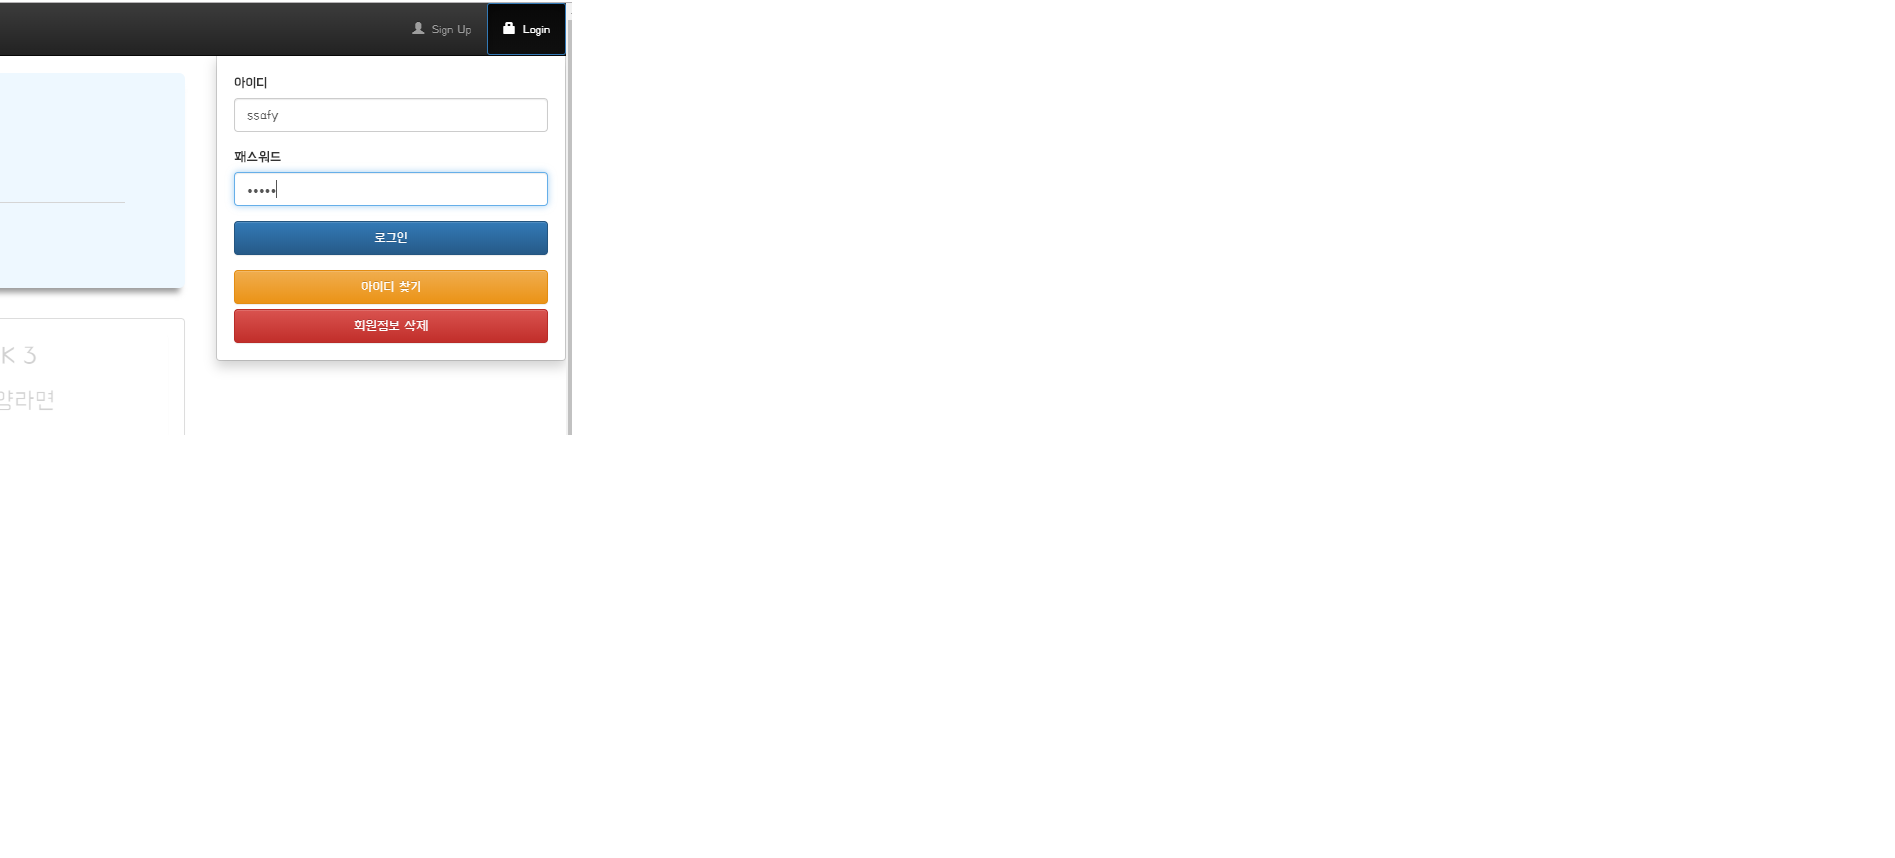 Sign Up
Login
아이디
ssafy
패스워드
•••••
로그인
아이디 찾기
회원정보 삭제
K 3
양라면